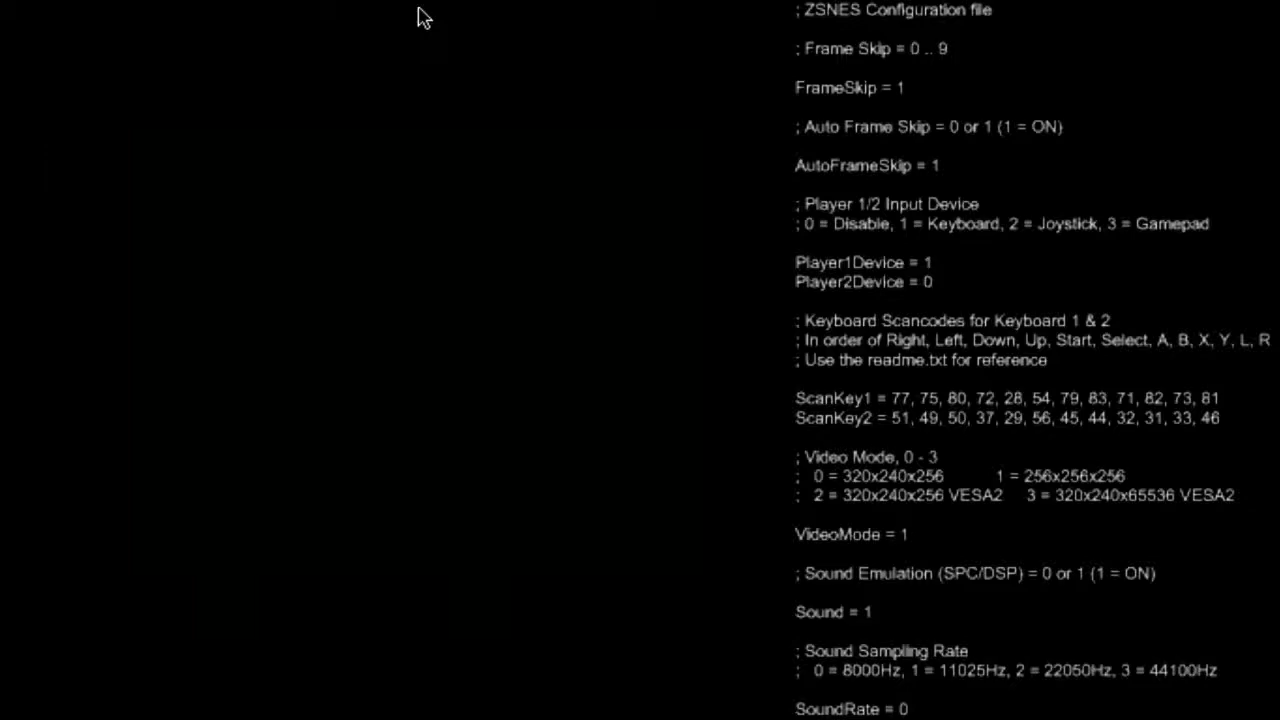 ; ZSNES Configuration file
; Frame Skip = 0 .. 9
FrameSkip = 1
; Auto Frame Skip = 0 or 1 (1 = ON)
AutoFrameSkip = 1
; Player 1/2 Input Device
; 0 = Disable, 1 = Keyboard, 2 = Joystick, 3 = Gamepad
Player1Device = 1
Player2Device = 0
; Keyboard Scancodes for Keyboard 1 & 2
; In order of Right, Left, Down, Up, Start, Select, A, B, X, Y, L, R
; Use the readme.txt for reference
ScanKey1 = 77, 75, 80, 72, 28, 54, 79, 83, 71, 82, 73, 81
ScanKey2 = 51, 49, 50, 37, 29, 56, 45, 44, 32, 31, 33, 46
; Video Mode, 0 - 3
;   0 = 320x240x256          1 = 256x256x256
;   2 = 320x240x256 VESA2     3 = 320x240x65536 VESA2
VideoMode = 1
; Sound Emulation (SPC/DSP) = 0 or 1 (1 = ON)
Sound = 1
; Sound Sampling Rate
;   0 = 8000Hz, 1 = 11025Hz, 2 = 22050Hz, 3 = 44100Hz
SoundRate = 0